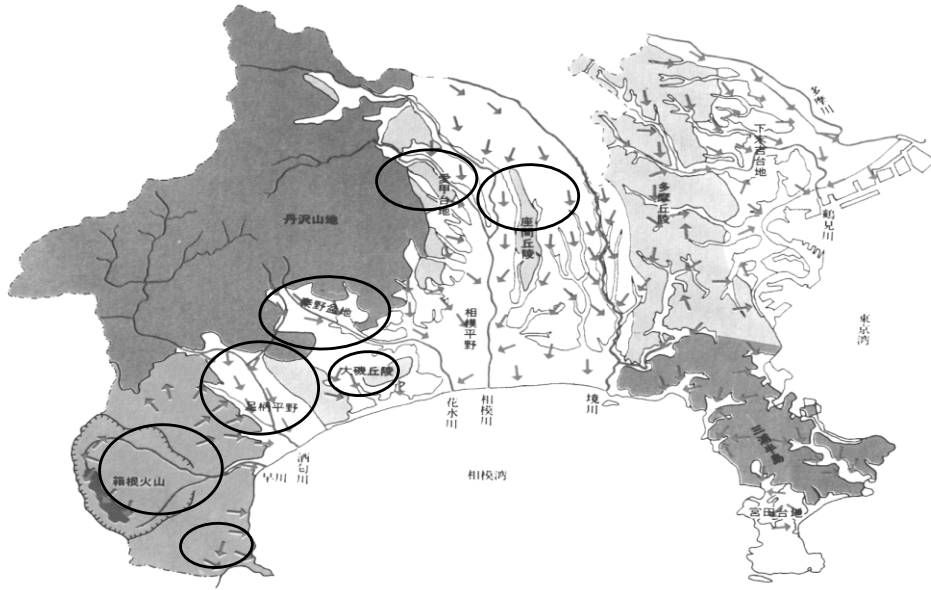 多摩川
下末吉台地
愛甲台地
多摩丘陵
鶴見川
丹沢山地
座間丘陵
秦野盆地
相模平野
東京湾
大磯丘陵
足柄平野
花水川
相模川
境川
三浦半島
酒匂川
早川
箱根火山
相模湾
宮田台地